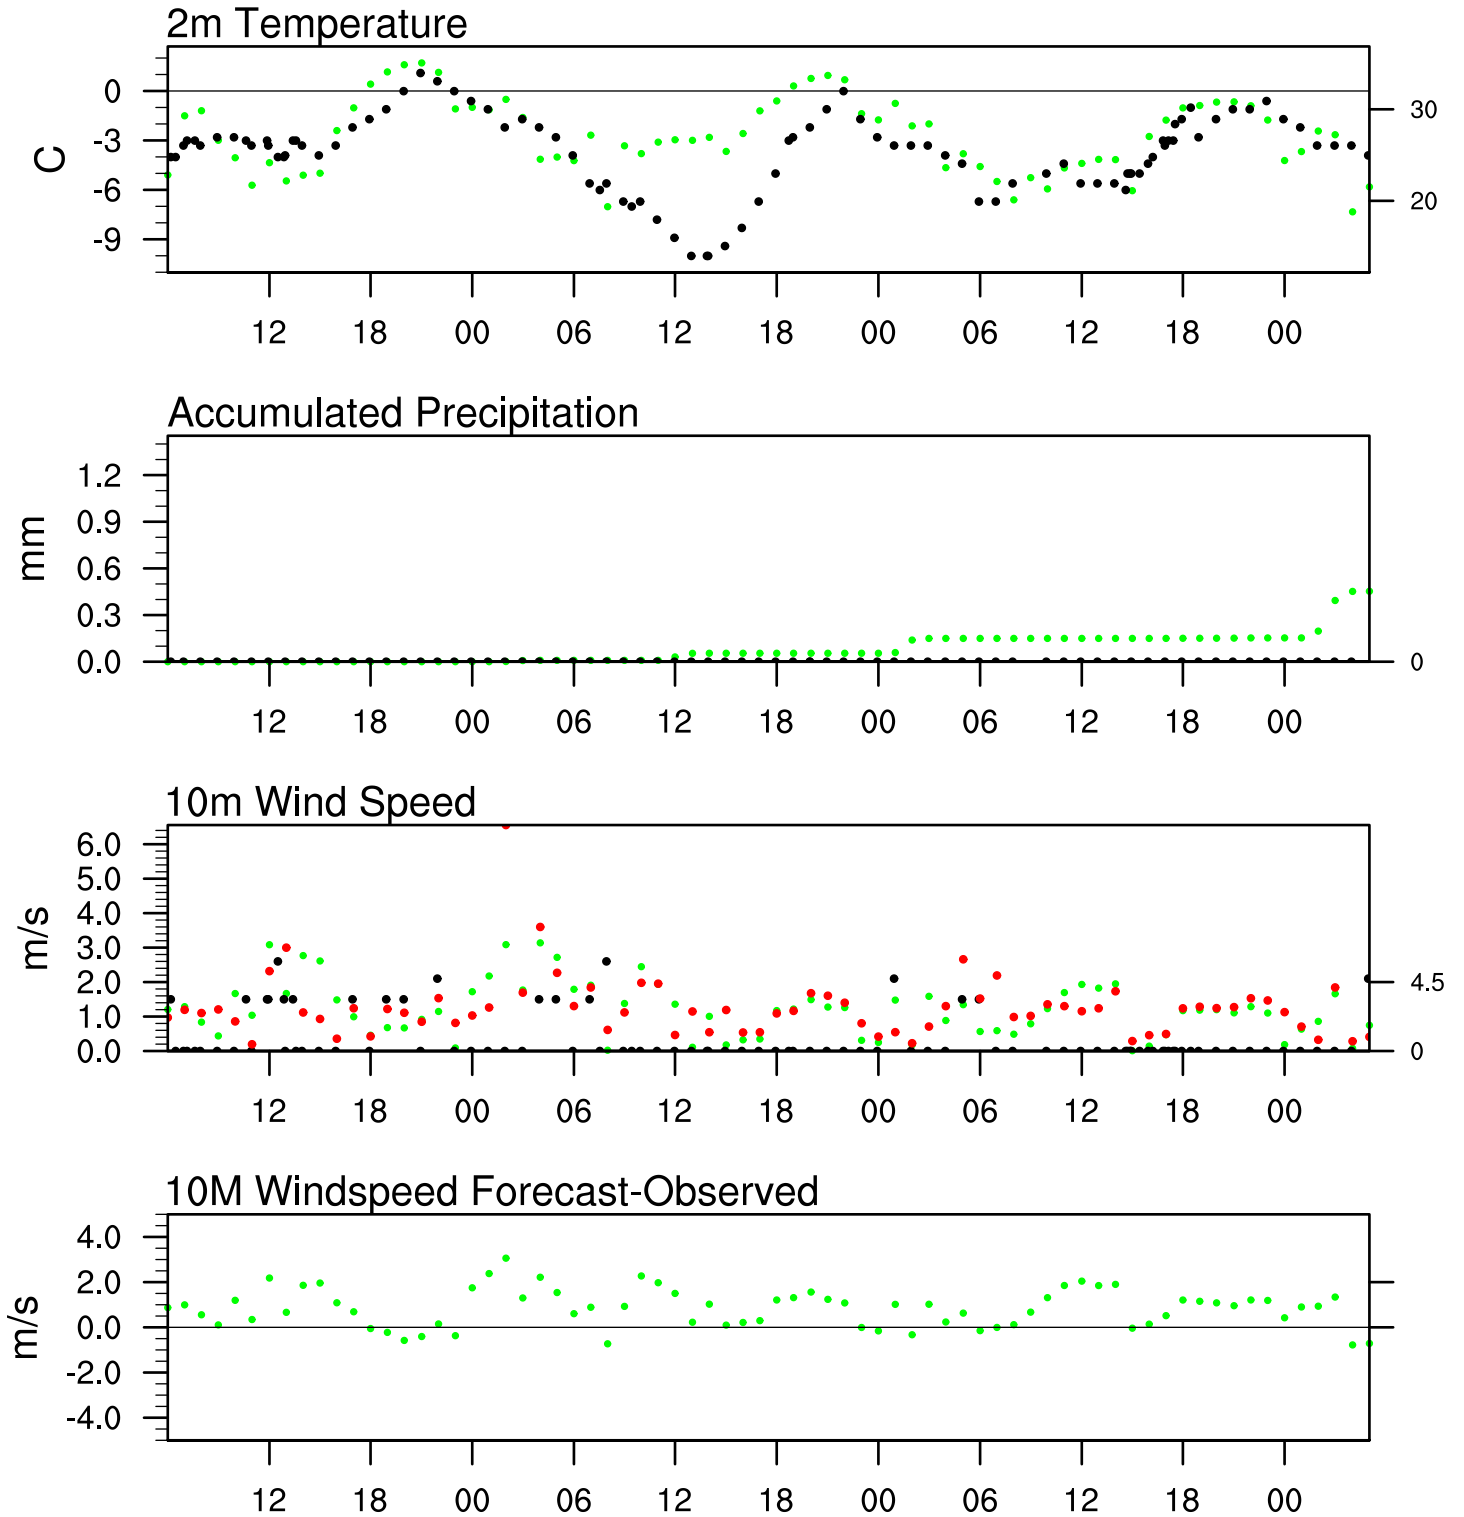 2m Temperature
0
-3
-6
-9
C
30
20
12 18 00 06 12 18 00 06 12 18 00
Accumulated Precipitation
1.2
0.9
0.6
0.3
0.0
mm
0
12 18 00 06 12 18 00 06 12 18 00
10m Wind Speed
6.0
5.0
4.0
3.0
2.0
1.0
0.0
m/s
4.5
0
12 18 00 06 12 18 00 06 12 18 00
10M Windspeed Forecast-Observed
4.0
2.0
0.0
-2.0
-4.0
m/s
12 18 00 06 12 18 00 06 12 18 00